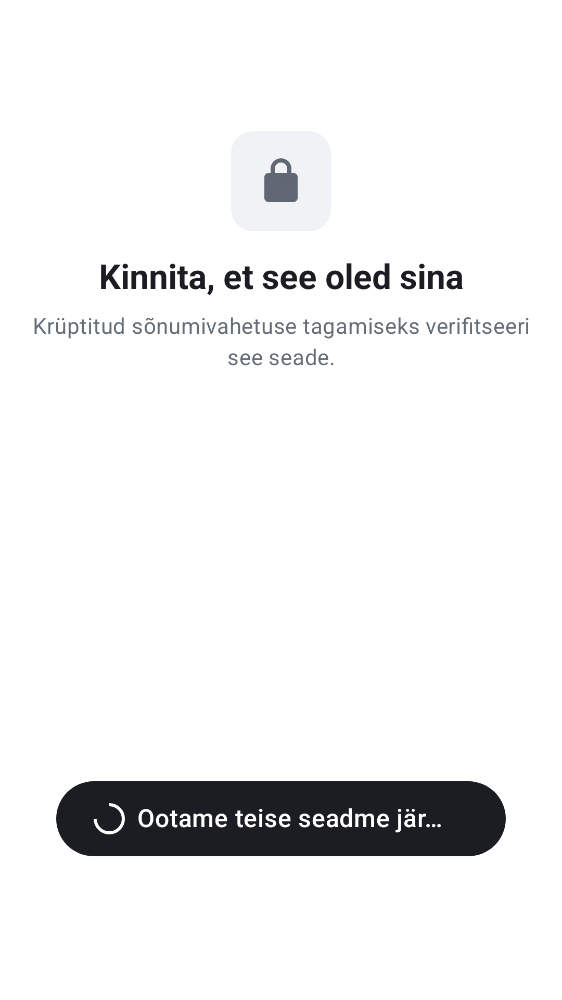 Kinnita, et see oled sina
Krüptitud sõnumivahetuse tagamiseks verifitseeri
see seade.
Ootame teise seadme jär…